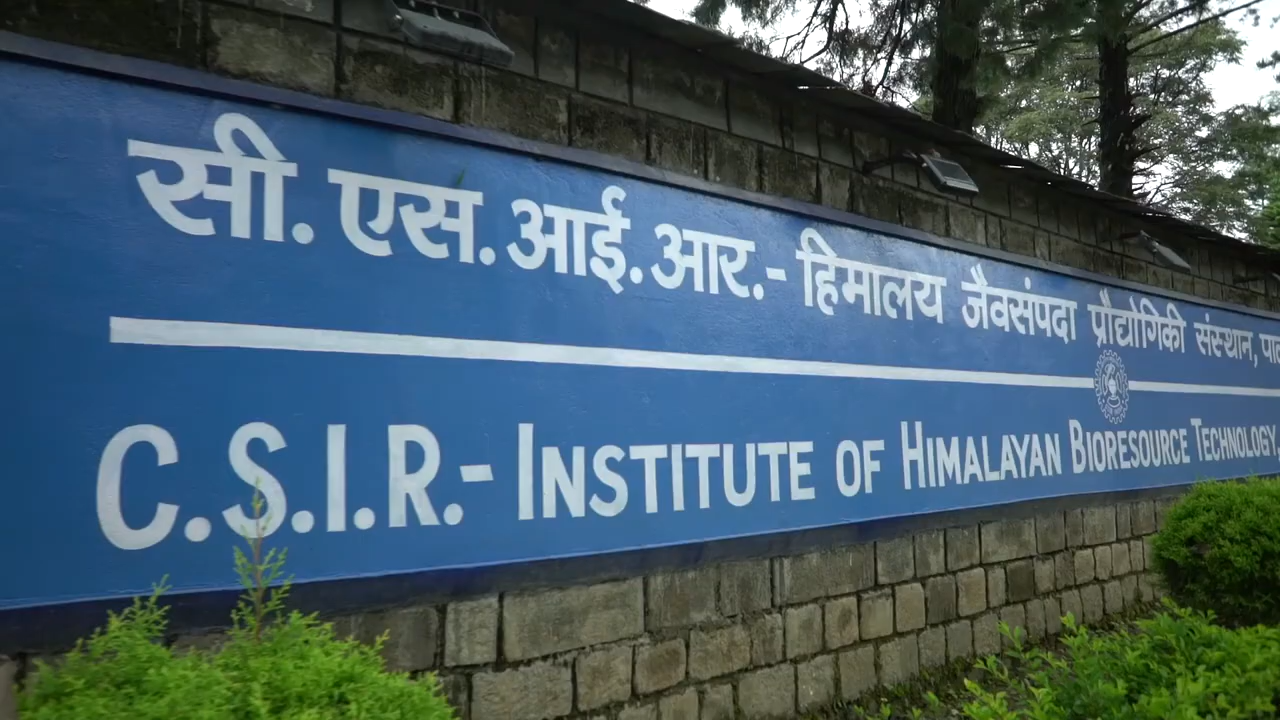 सी. एस. आई. आर.- हिमालय जैवसंपदा प्रौद्योगिकी संस्थान,
C.S.I.R.- INSTITUTE OF HIMALAYAN BIORESOURCE TECHNOLOGY,